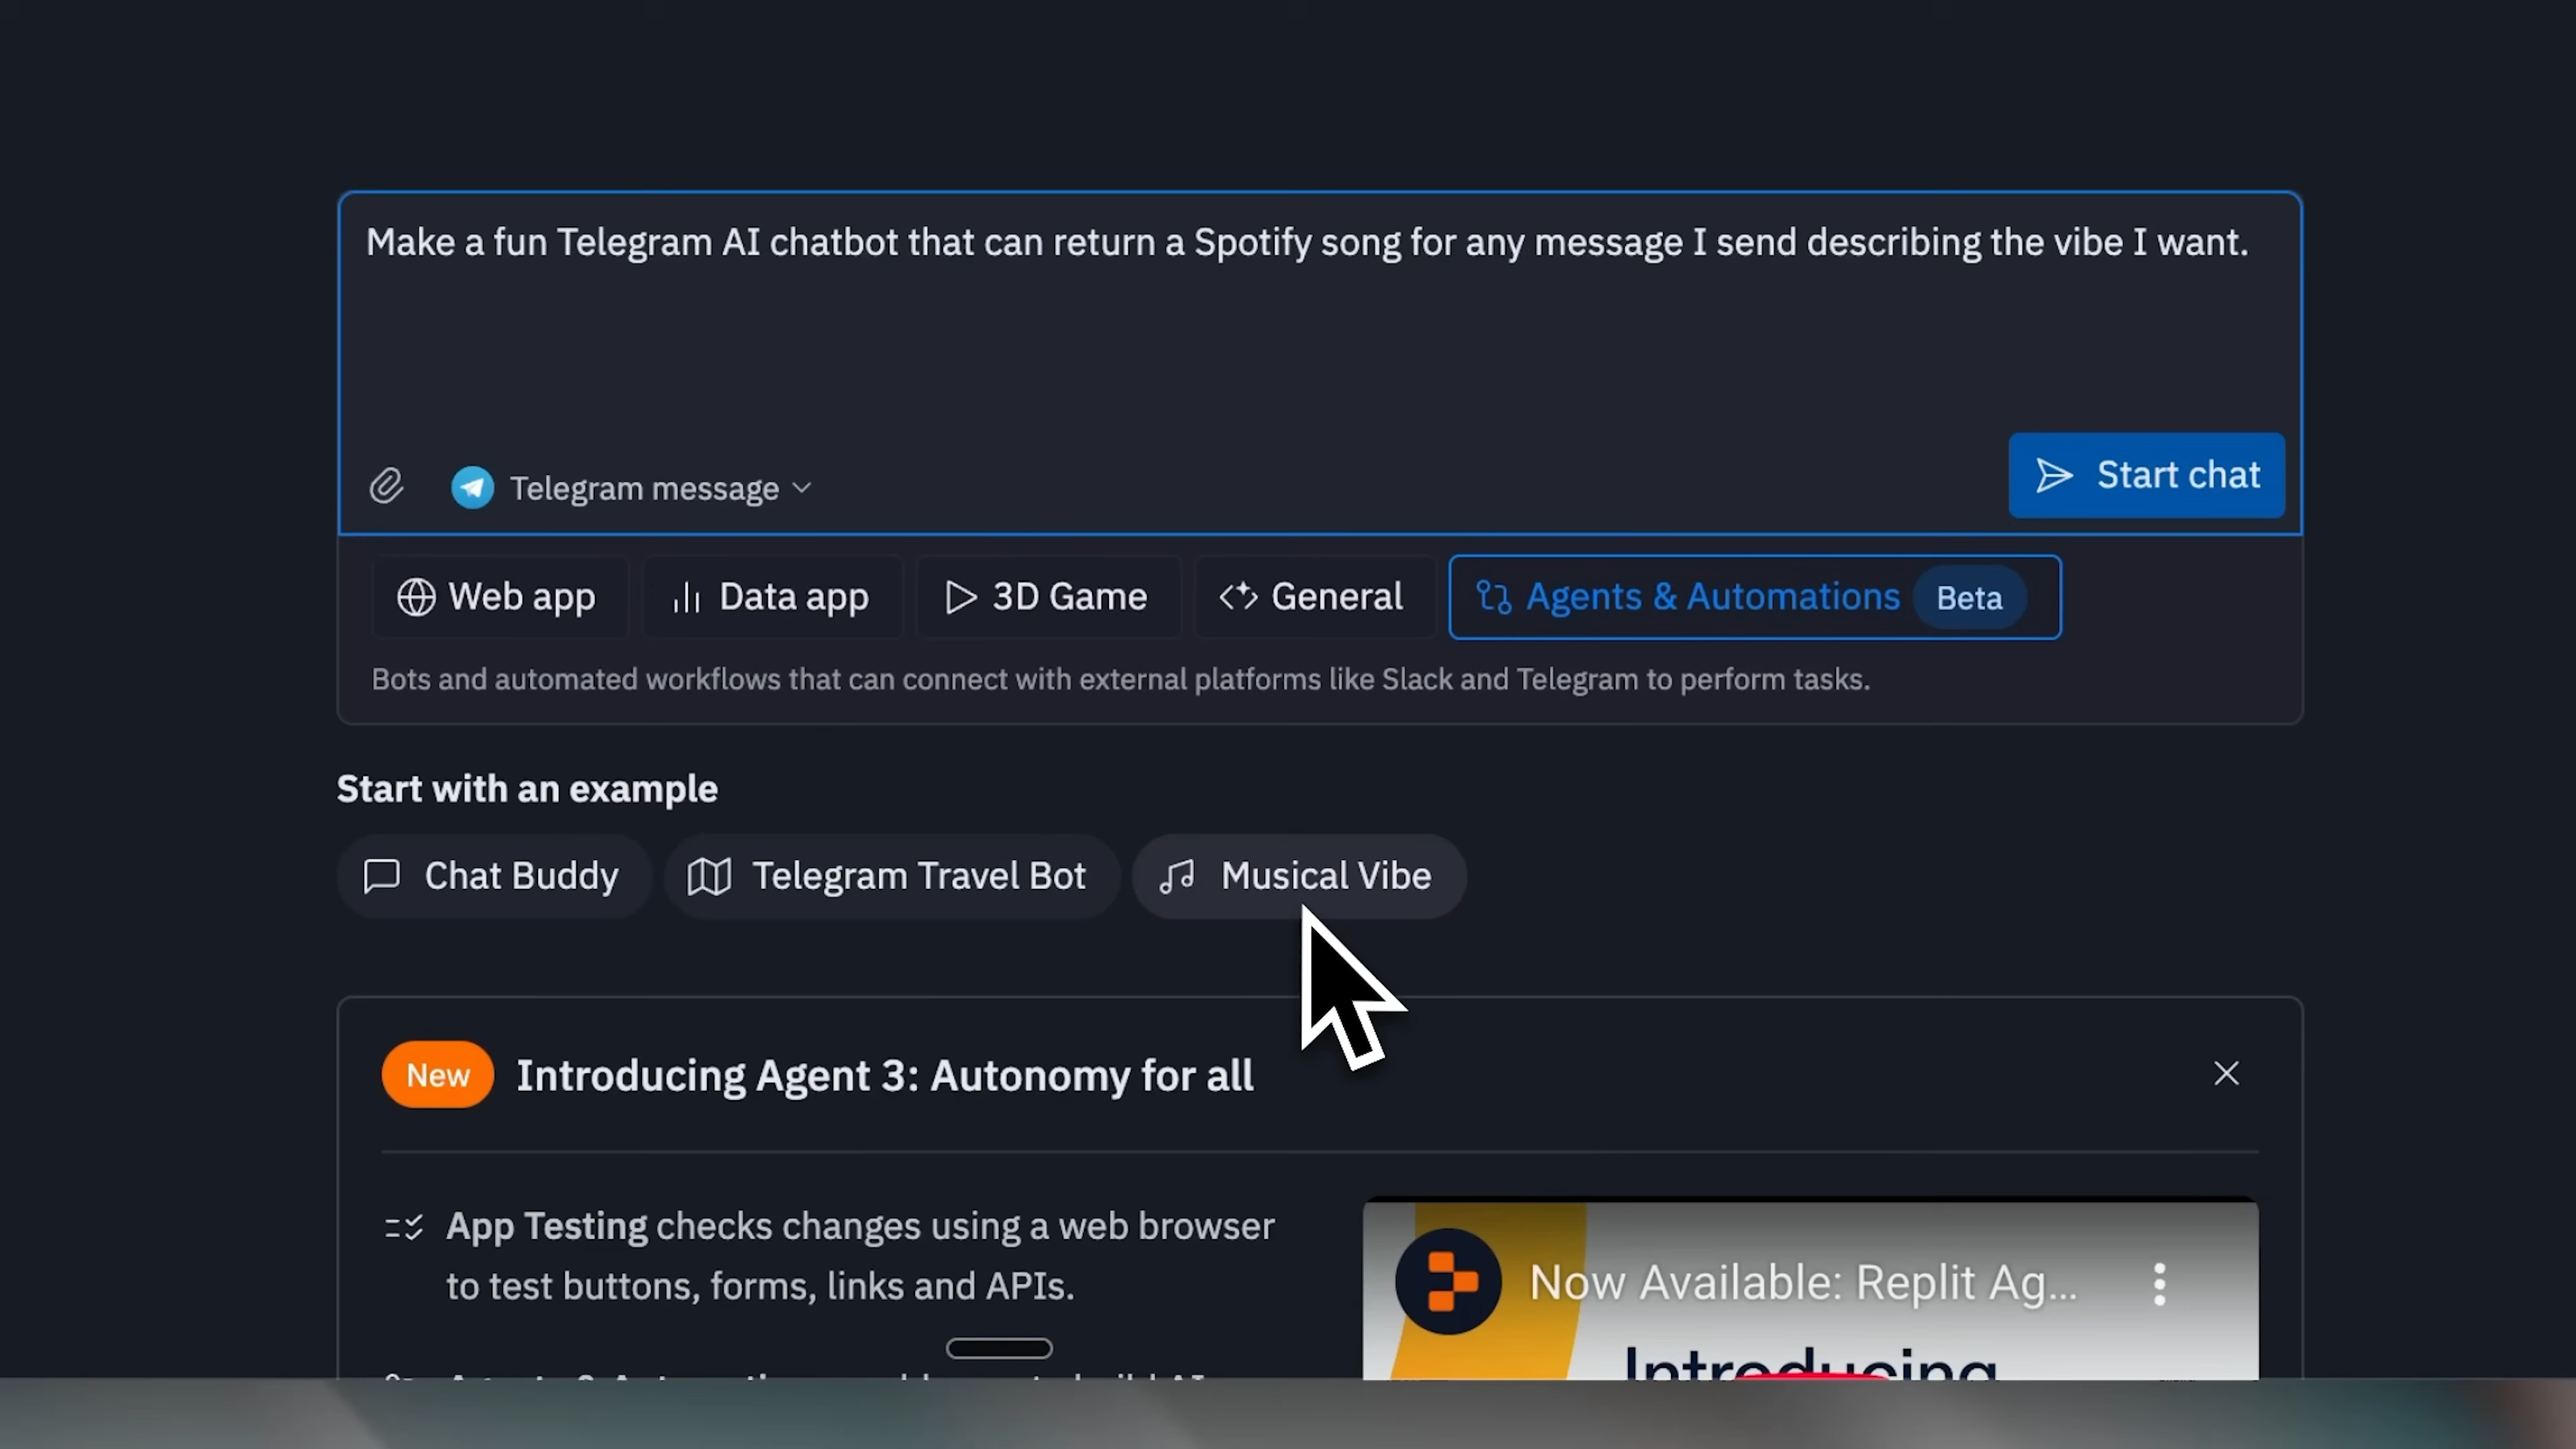 Make a fun Telegram AI chatbot that can return a Spotify song for any message I send describing the vibe I want.
Telegram message
Start chat
Web app
Data app
3D Game
General
Agents & Automations
Beta
Bots and automated workflows that can connect with external platforms like Slack and Telegram to perform tasks.
Start with an example
Chat Buddy
Telegram Travel Bot
Musical Vibe
New
Introducing Agent 3: Autonomy for all
App Testing checks changes using a web browser
to test buttons, forms, links and APIs.
Now Available: Replit Ag...
Introducing